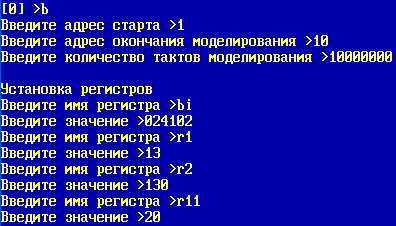 [0] >b
Введите адрес старта >1
Введите адрес окончания моделирования >10
Введите количество тактов моделирования >10000000
Установка регистров
Введите имя регистра >bi
Введите значение >024102
Введите имя регистра >r1
Введите значение >13
Введите имя регистра >r2
Введите значение >130
Введите имя регистра >r11
Введите значение >20